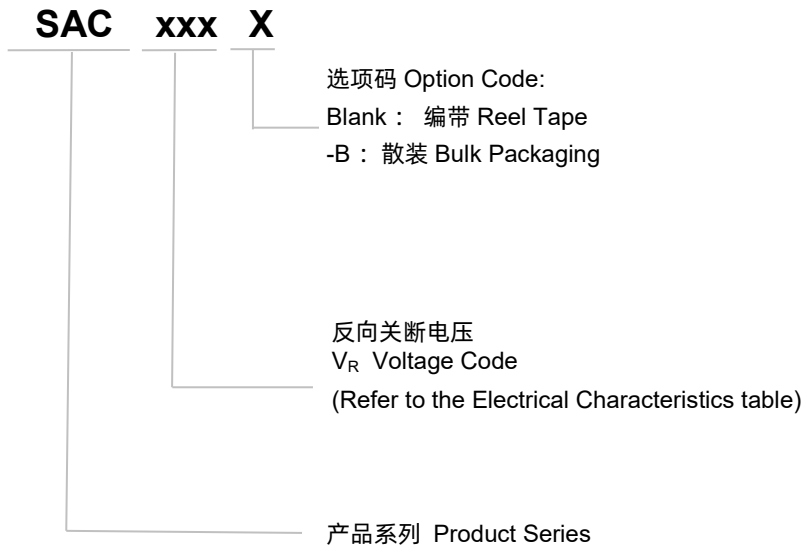 SAC xxx X
选项码 Option Code:
Blank： 编带 Reel Tape
-B：散装 Bulk Packaging
反向关断电压
VR Voltage Code
(Refer to the Electrical Characteristics table)
产品系列 Product Series